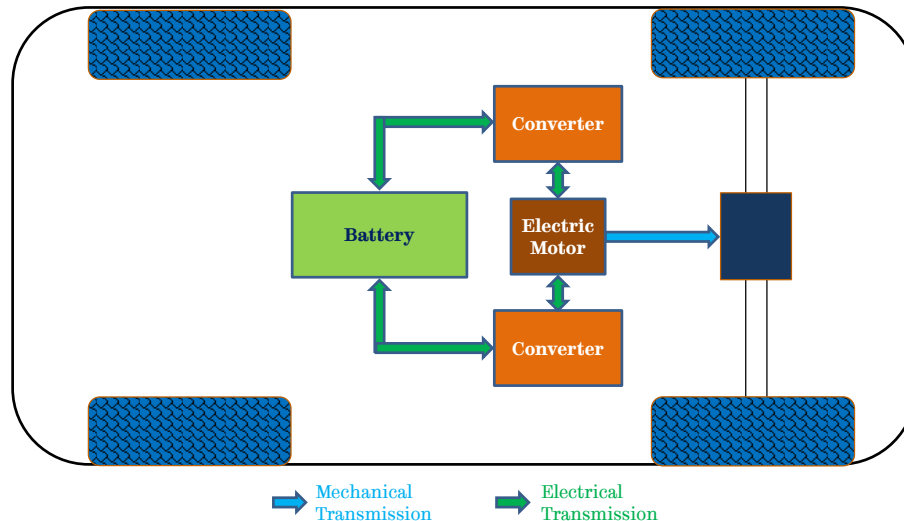 Converter
Battery
Electric
Motor
Converter
Mechanical
Transmission
Electrical
Transmission